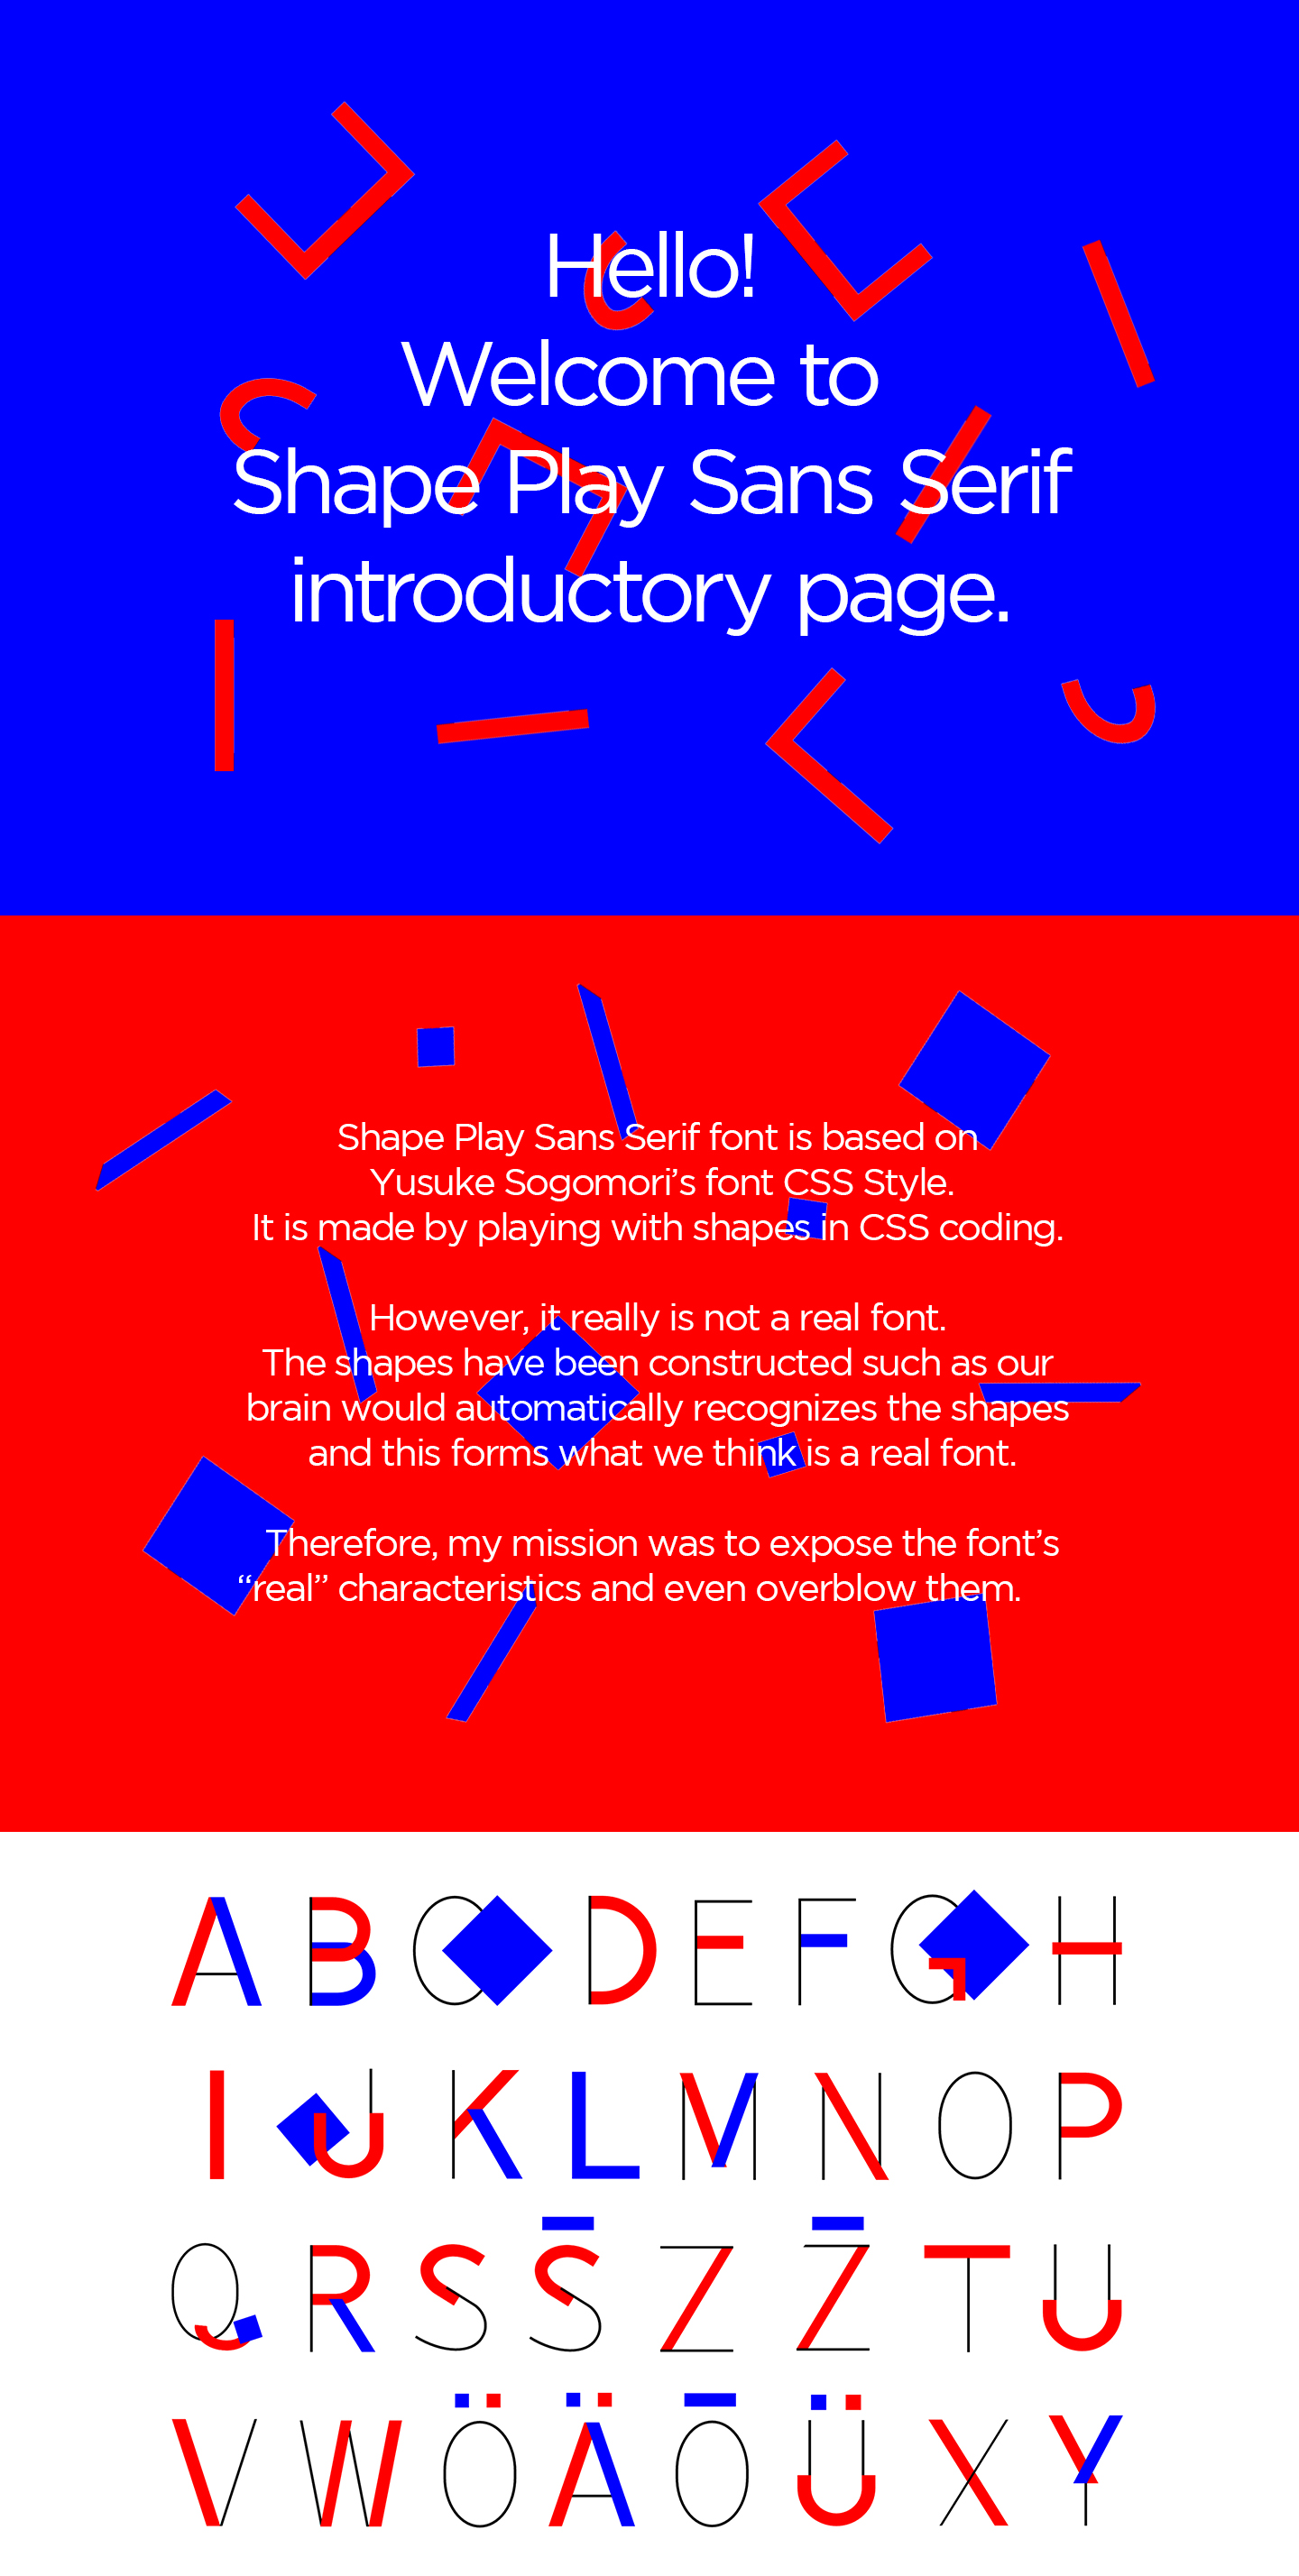 Hello!
Welcome to
Shape Play Sans Serif
introductory page.
Shape Play Sans Serif font is based on
Yusuke Sogomori’s font CSS Style.
It is made by playing with shapes in CSS coding.
However, it really is not a real font.
The shapes have been constructed such as our
brain would automatically recognizes the shapes
and this forms what we think is a real font.
Therefore, my mission was to expose the font’s
“real” characteristics and even overblow them.
A B C D E F G H
I J K L M N O P
Q R S S̄ Z Z̄ T U
V W Ö Ä Ō Ü X Y